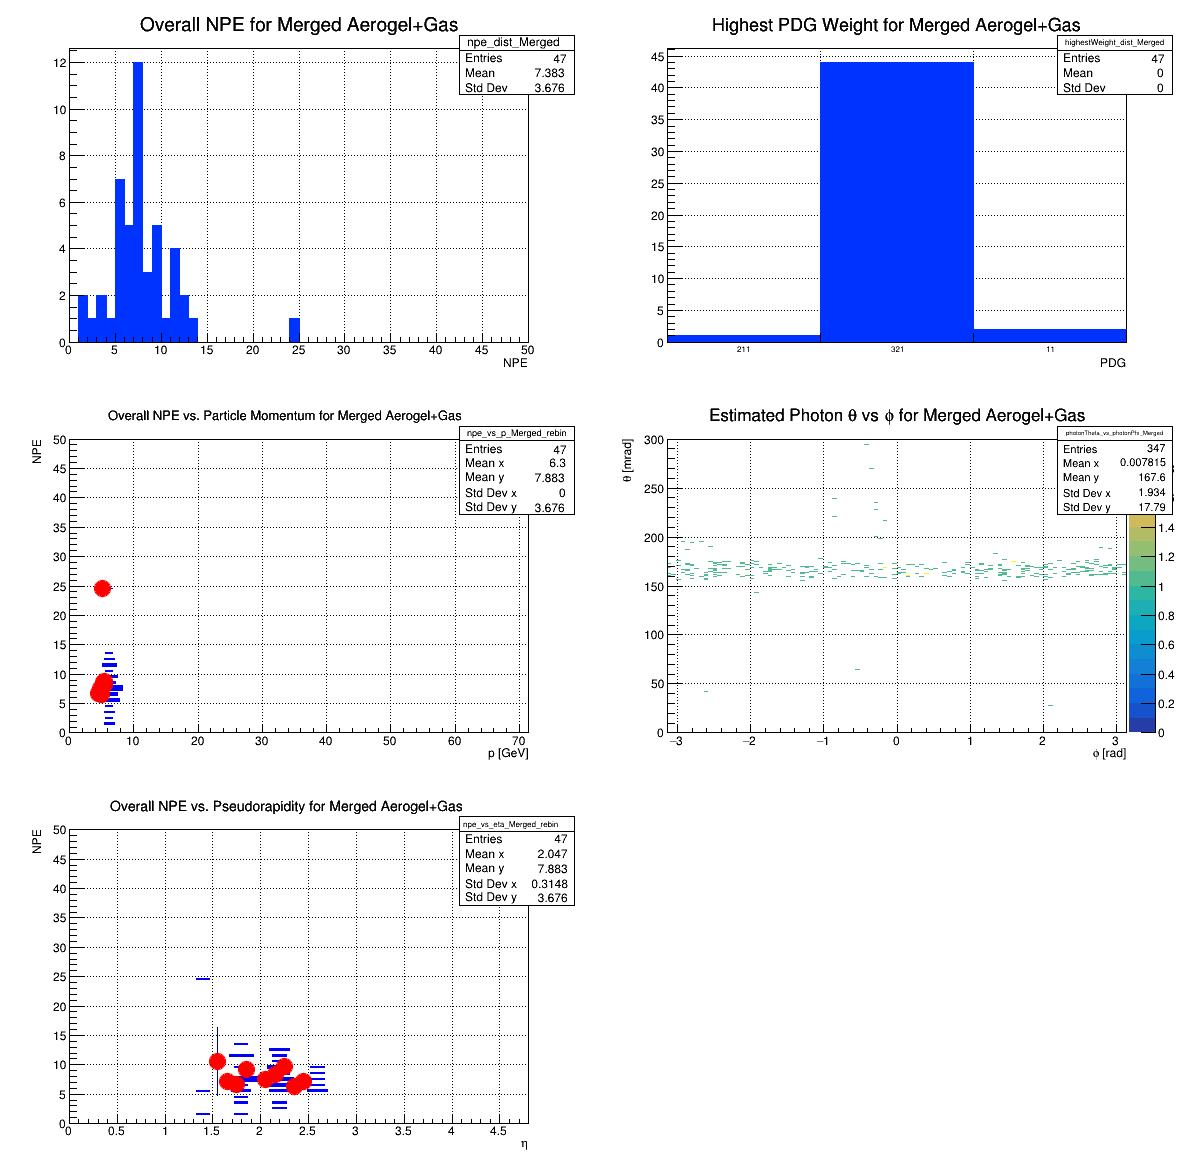 Overall NPE for Merged Aerogel+Gas
npe_dist_Merged
Entries 47
Mean 7.383
Std Dev 3.676
12
10
8
6
4
2
0
0 5 10 15 20 25 30 35 40 45 50
NPE
Highest PDG Weight for Merged Aerogel+Gas
highestWeight_dist_Merged
Entries 47
Mean 0
Std Dev 0
45
40
35
30
25
20
15
10
5
0
211 321 11
PDG
Overall NPE vs. Particle Momentum for Merged Aerogel+Gas
npe_vs_p_Merged_rebin
Entries 47
Mean x 6.3
Mean y 7.883
Std Dev x 0
Std Dev y 3.676
NPE
50
45
40
35
30
25
20
15
10
5
0
0 10 20 30 40 50 60 70
p [GeV]
Estimated Photon θ vs ϕ for Merged Aerogel+Gas
photonTheta_vs_photonPhi_Merged
Entries 347
Mean x 0.007815
Mean y 167.6
Std Dev x 1.934
Std Dev y 17.79
θ [mrad]
300
250
200
150
100
50
0
−3 −2 −1 0 1 2 3
ϕ [rad]
1.4
1.2
1
0.8
0.6
0.4
0.2
0
Overall NPE vs. Pseudorapidity for Merged Aerogel+Gas
npe_vs_eta_Merged_rebin
Entries 47
Mean x 2.047
Mean y 7.883
Std Dev x 0.3148
Std Dev y 3.676
NPE
50
45
40
35
30
25
20
15
10
5
0
0 0.5 1 1.5 2 2.5 3 3.5 4 4.5
η